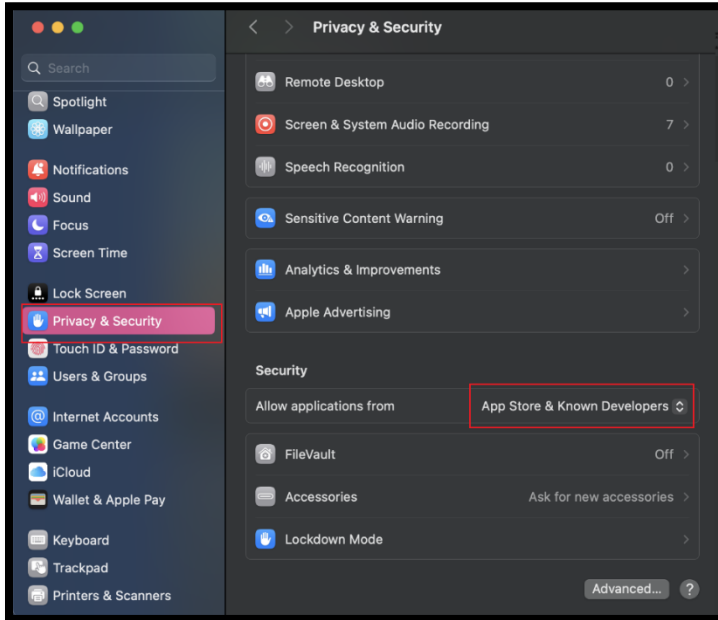 Privacy & Security
Search
Spotlight
Wallpaper
Notifications
Sound
Focus
Screen Time
Lock Screen
Privacy & Security
Touch ID & Password
Users & Groups
Internet Accounts
Game Center
iCloud
Wallet & Apple Pay
Keyboard
Trackpad
Printers & Scanners
Remote Desktop 0
Screen & System Audio Recording 7
Speech Recognition 0
Sensitive Content Warning Off
Analytics & Improvements
Apple Advertising
Security
Allow applications from App Store & Known Developers
FileVault Off
Accessories Ask for new accessories
Lockdown Mode
Advanced... ?